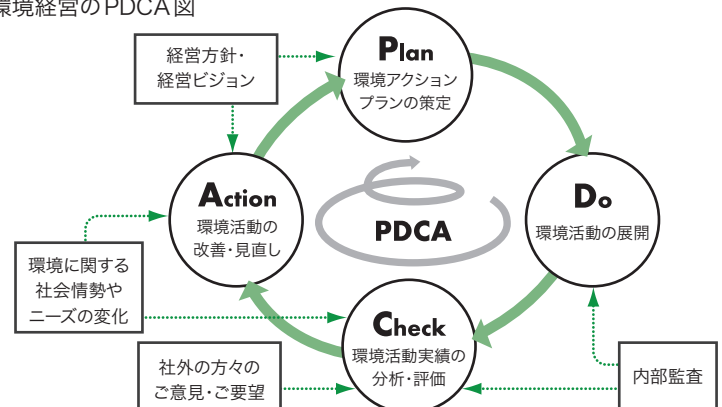 環境経営のPDCA図
経営方針・
経営ビジョン
Plan
環境アクション
プランの策定
Action
環境活動の
改善・見直し
PDCA
Do
環境活動の展開
環境に関する
社会情勢や
ニーズの変化
Check
環境活動実績の
分析・評価
社外の方々の
ご意見・ご要望
内部監査